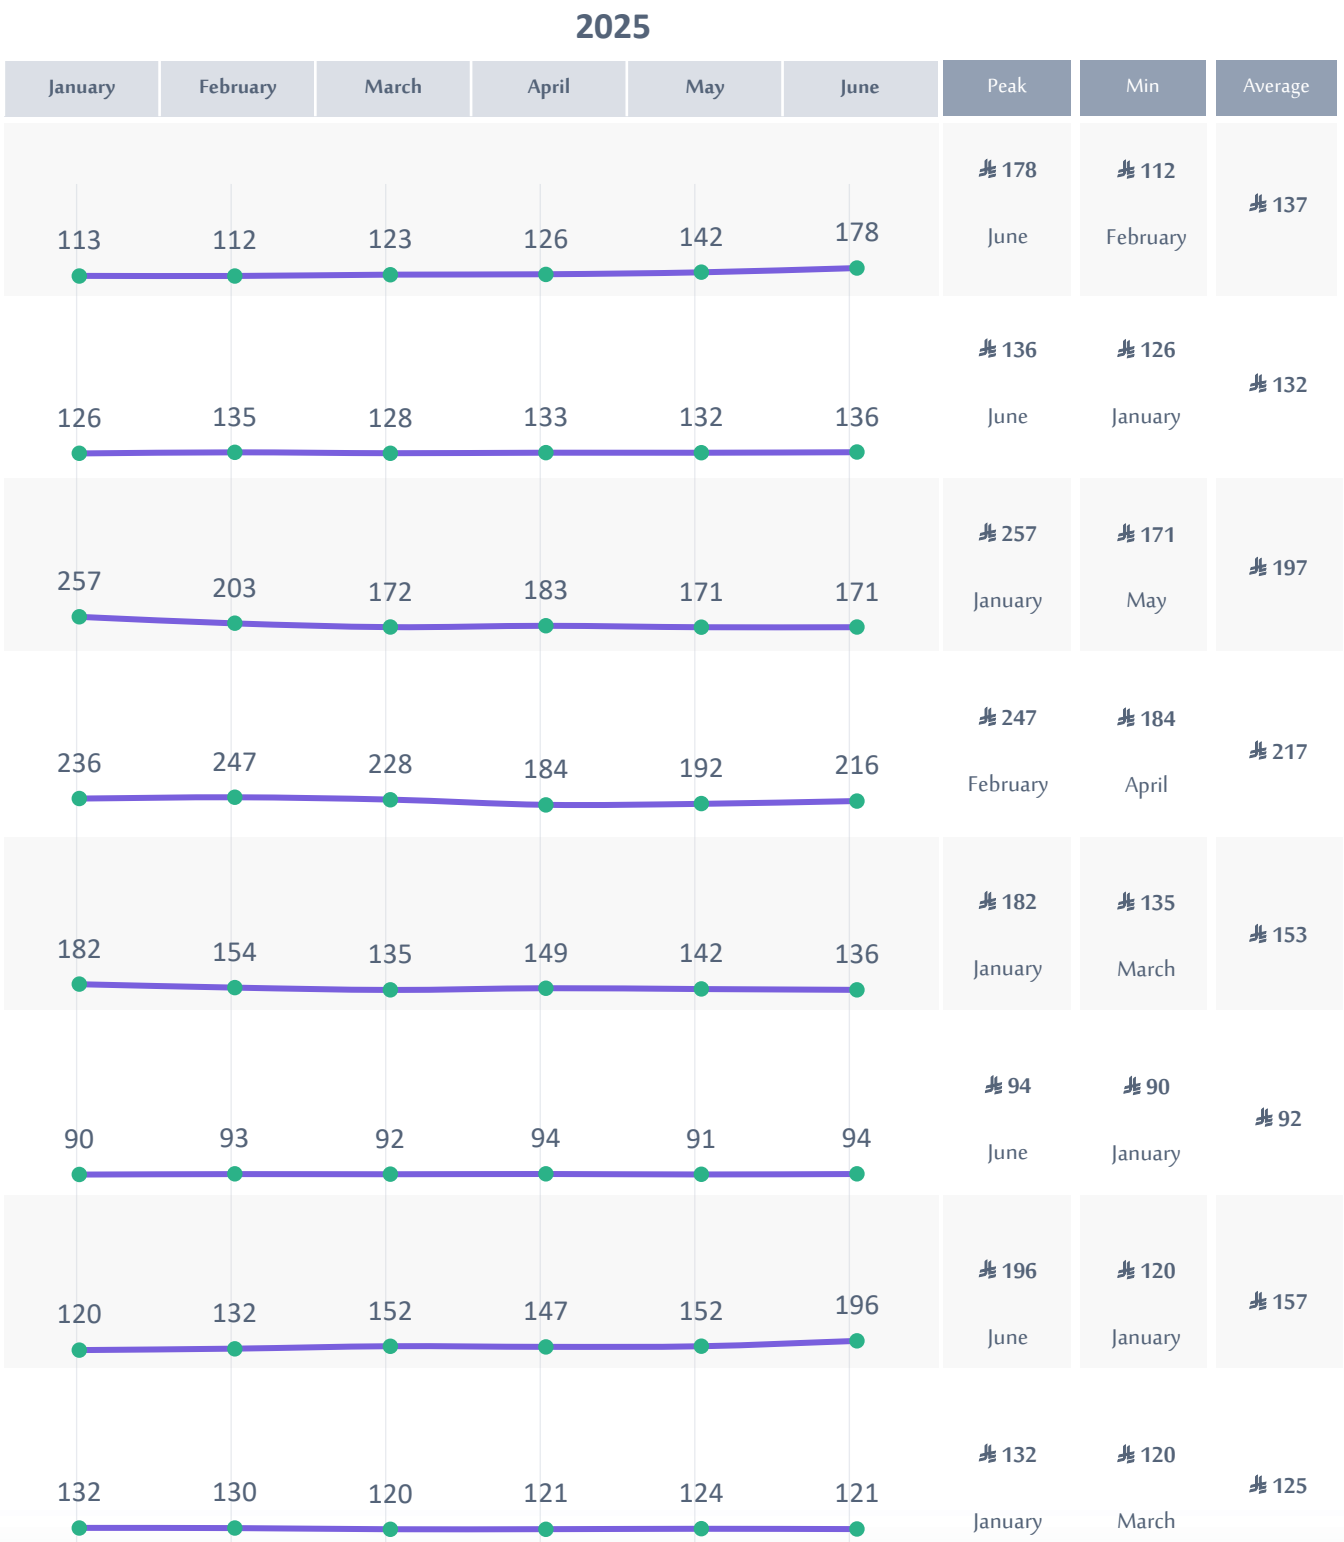 2025
January February March April May June Peak Min Average
⃁ 178 ⃁ 112
⃁ 137
113 112 123 126 142 178 June February
⃁ 136 ⃁ 126
⃁ 132
126 135 128 133 132 136 June January
⃁ 257 ⃁ 171
⃁ 197
257 203 172 183 171 171 January May
⃁ 247 ⃁ 184
⃁ 217
236 247 228 184 192 216 February April
⃁ 182 ⃁ 135
⃁ 153
182 154 135 149 142 136 January March
⃁ 94 ⃁ 90
⃁ 92
90 93 92 94 91 94 June January
⃁ 196 ⃁ 120
⃁ 157
120 132 152 147 152 196 June January
⃁ 132 ⃁ 120
⃁ 125
132 130 120 121 124 121 January March